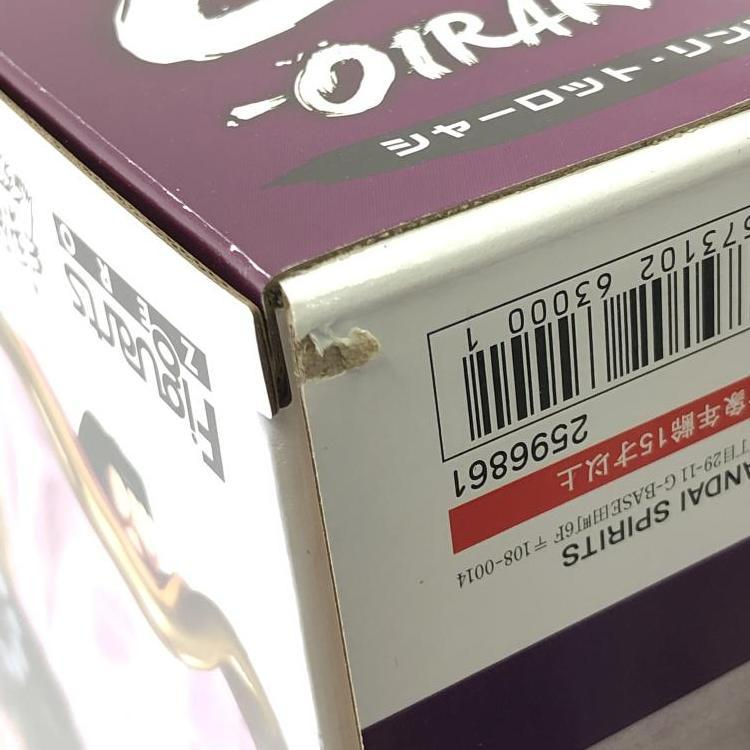 -OIRAN
シャーロット・リン
Figuarts
ZERO
573102 63000 1
2596861
対象年齢15才以上
BANDAI SPIRITS
丁目29-11 G-BASE田町6F 〒108-0014